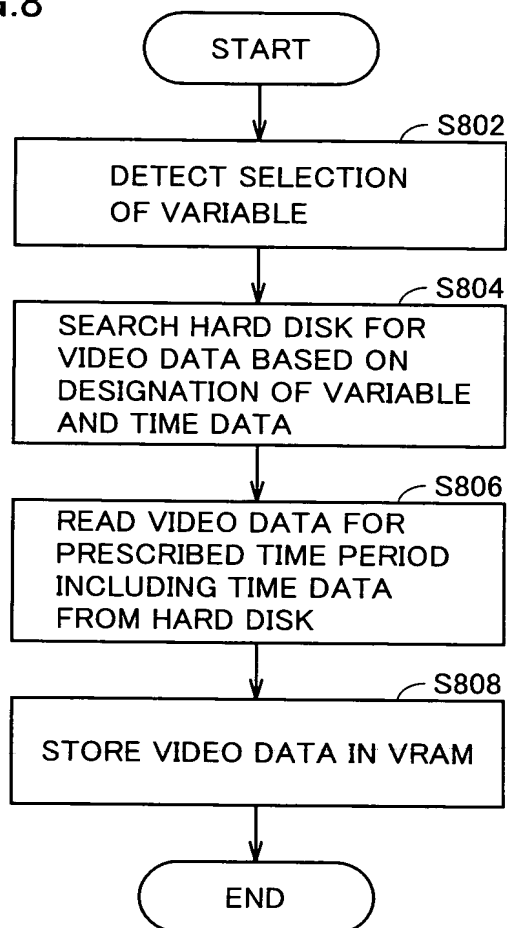 START
S802
DETECT SELECTION
OF VARIABLE
S804
SEARCH HARD DISK FOR
VIDEO DATA BASED ON
DESIGNATION OF VARIABLE
AND TIME DATA
S806
READ VIDEO DATA FOR
PRESCRIBED TIME PERIOD
INCLUDING TIME DATA
FROM HARD DISK
S808
STORE VIDEO DATA IN VRAM
END